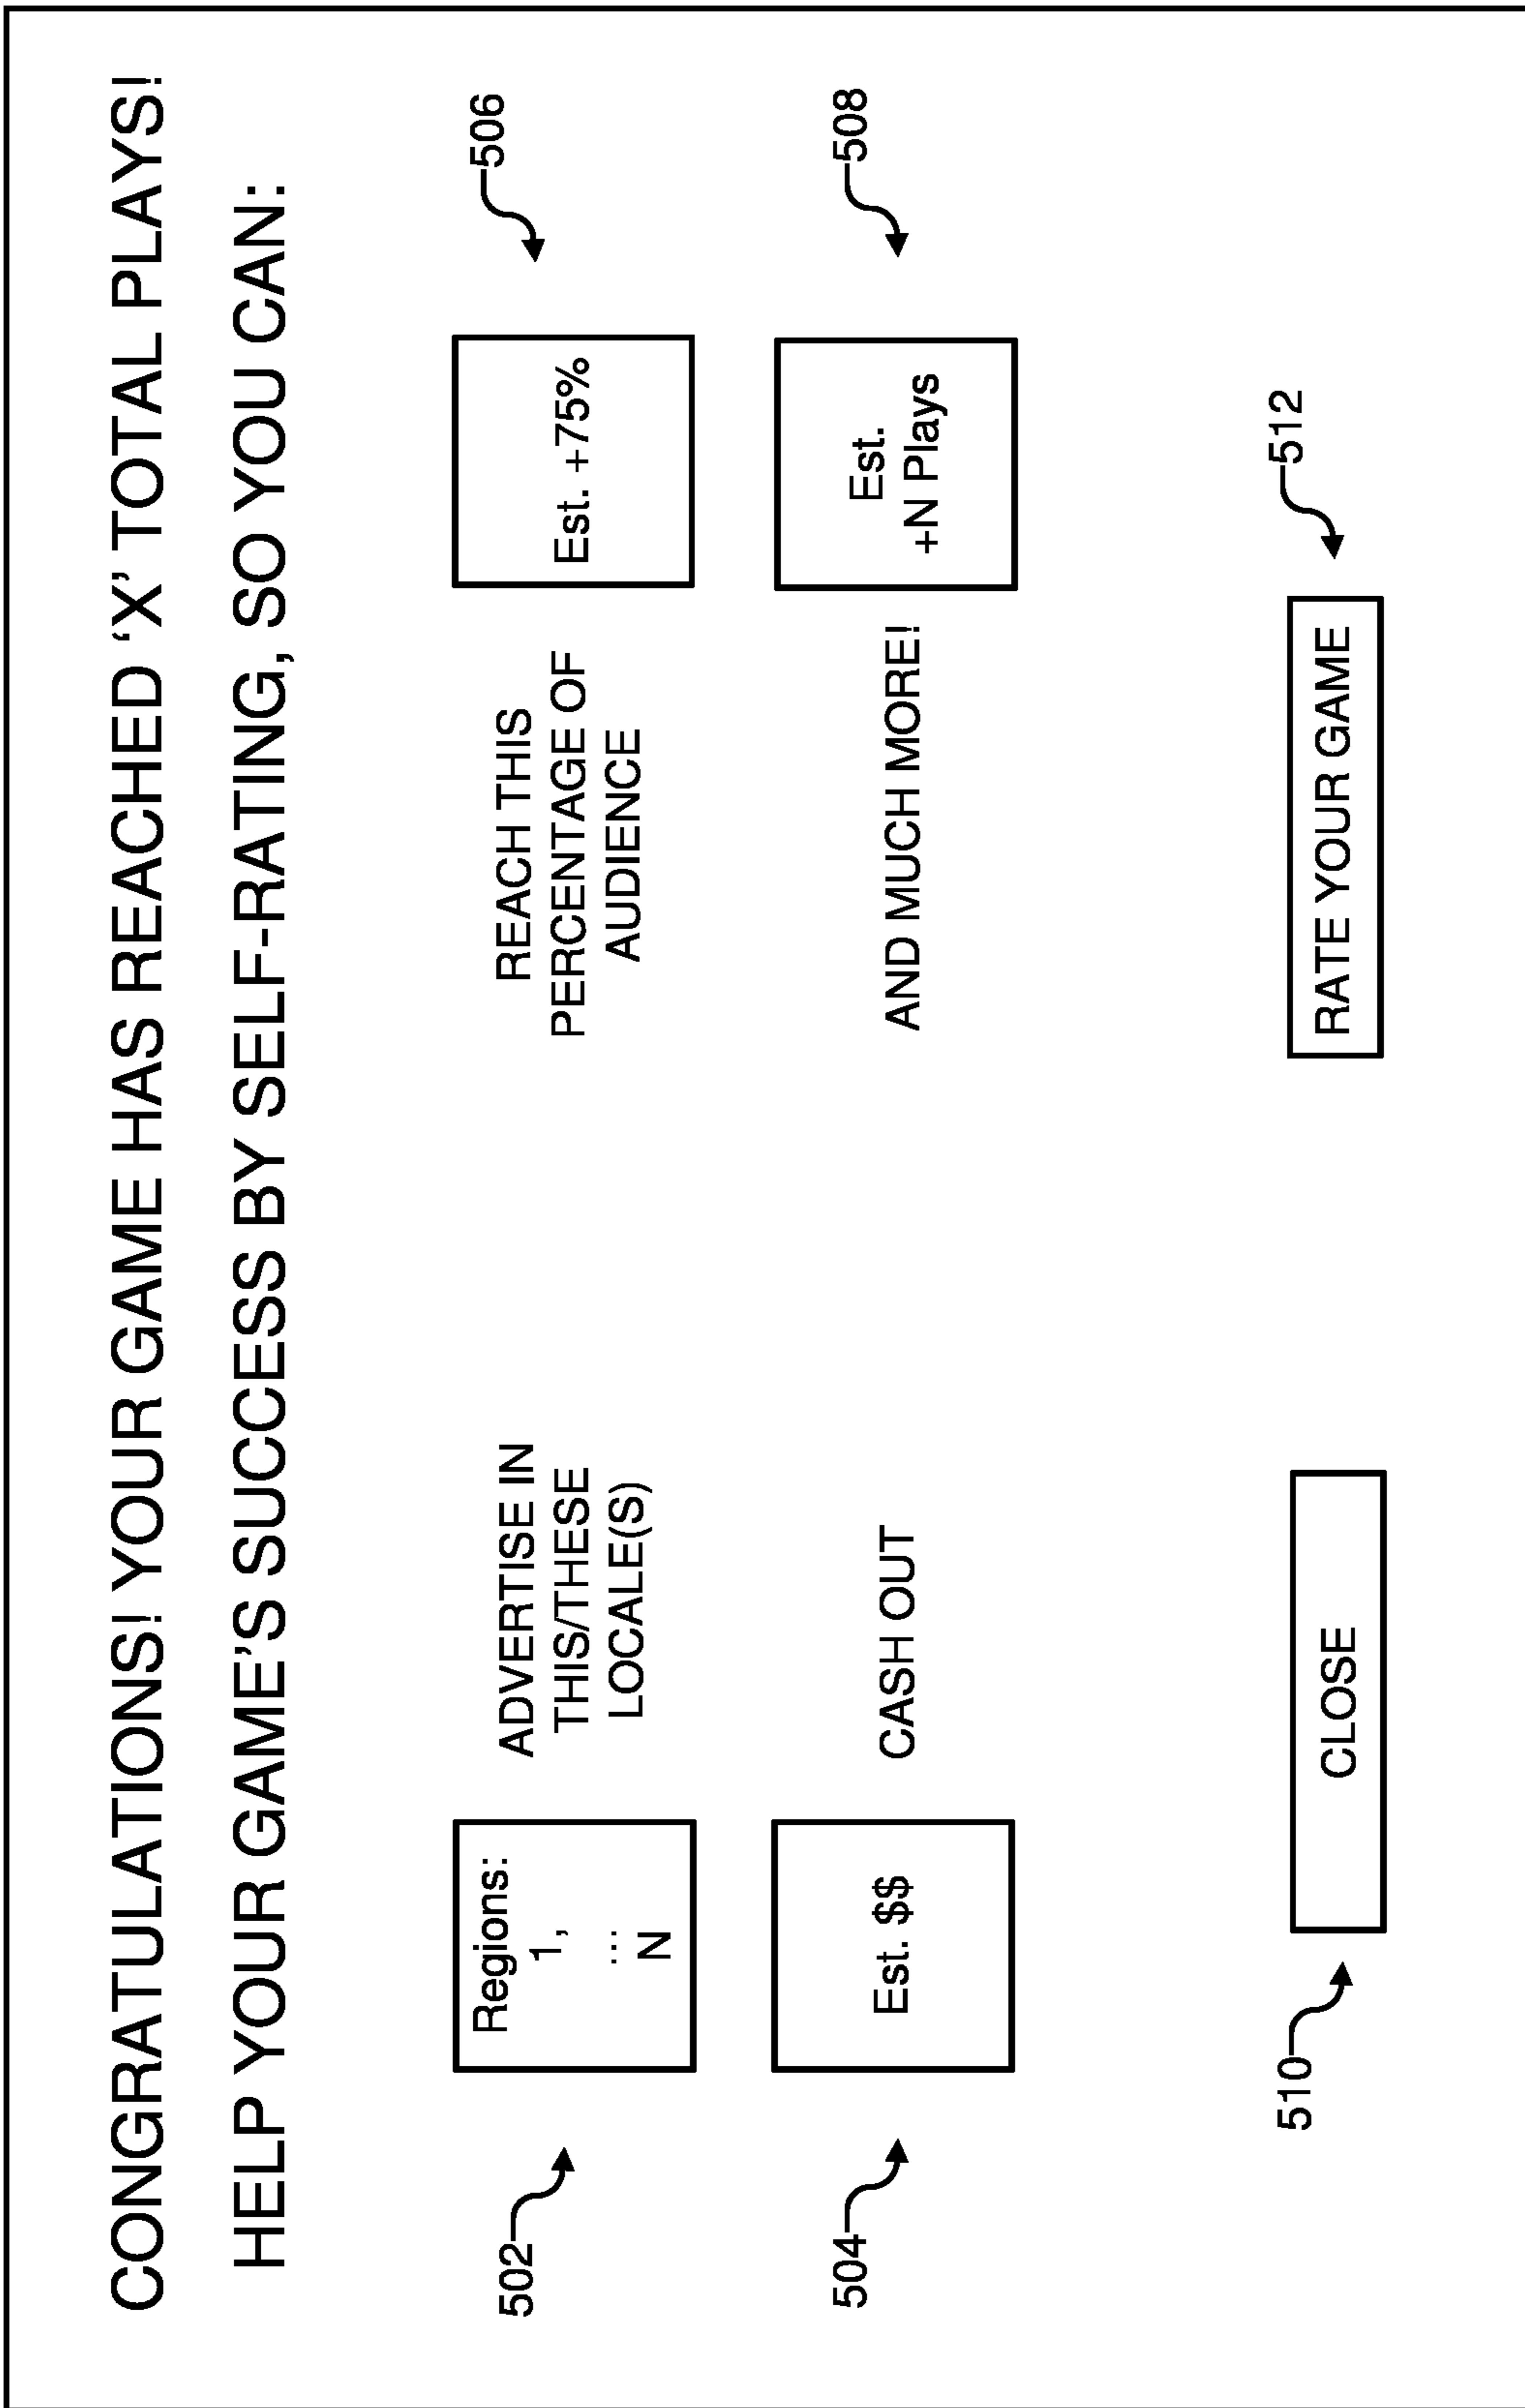 CONGRATULATIONS! YOUR GAME HAS REACHED ‘X’ TOTAL PLAYS!
HELP YOUR GAME’S SUCCESS BY SELF-RATING, SO YOU CAN:
502
Regions:
1,
...
N
ADVERTISE IN
THIS/THESE
LOCALE(S)
REACH THIS
PERCENTAGE OF
AUDIENCE
Est. +75%
506
504
Est. $$
CASH OUT
AND MUCH MORE!
Est.
+N Plays
508
510
CLOSE
RATE YOUR GAME
512